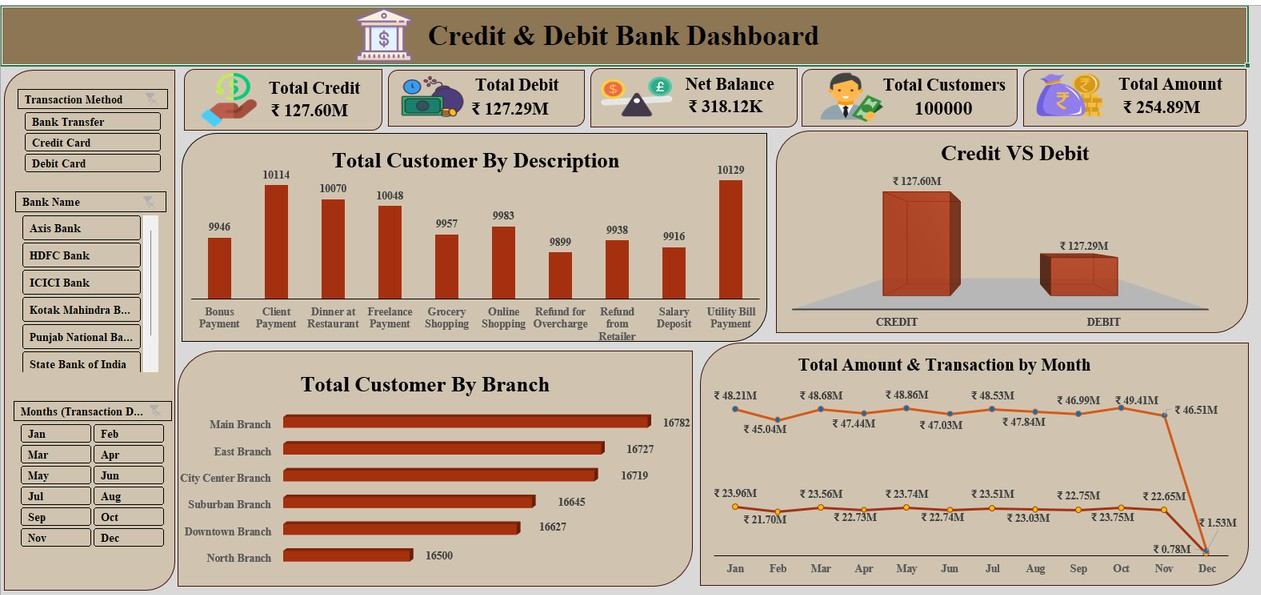 Credit & Debit Bank Dashboard
Transaction Method
Bank Transfer
Credit Card
Debit Card
Bank Name
Axis Bank
HDFC Bank
ICICI Bank
Kotak Mahindra B...
Punjab National Ba...
State Bank of India
Months (Transaction D...
Jan Feb
Mar Apr
May Jun
Jul Aug
Sep Oct
Nov Dec
Total Credit
₹ 127.60M
Total Debit
₹ 127.29M
Net Balance
₹ 318.12K
Total Customers
100000
Total Amount
₹ 254.89M
Total Customer By Description
9946 10114 10070 10048 9957 9983 9899 9938 9916 10129
Bonus Payment
Client Payment
Dinner at Restaurant
Freelance Payment
Grocery Shopping
Online Shopping
Refund for Overcharge
Refund from Retailer
Salary Deposit
Utility Bill Payment
Credit VS Debit
₹ 127.60M
₹ 127.29M
CREDIT DEBIT
Total Customer By Branch
Main Branch 16782
East Branch 16727
City Center Branch 16719
Suburban Branch 16645
Downtown Branch 16627
North Branch 16500
Total Amount & Transaction by Month
₹ 48.21M ₹ 45.04M ₹ 48.68M ₹ 47.44M ₹ 48.86M ₹ 47.03M ₹ 48.53M ₹ 47.84M ₹ 46.99M ₹ 49.41M ₹ 46.51M ₹ 1.53M
₹ 23.96M ₹ 21.70M ₹ 23.56M ₹ 22.73M ₹ 23.74M ₹ 22.74M ₹ 23.51M ₹ 23.03M ₹ 22.75M ₹ 23.75M ₹ 22.65M ₹ 0.78M
Jan Feb Mar Apr May Jun Jul Aug Sep Oct Nov Dec